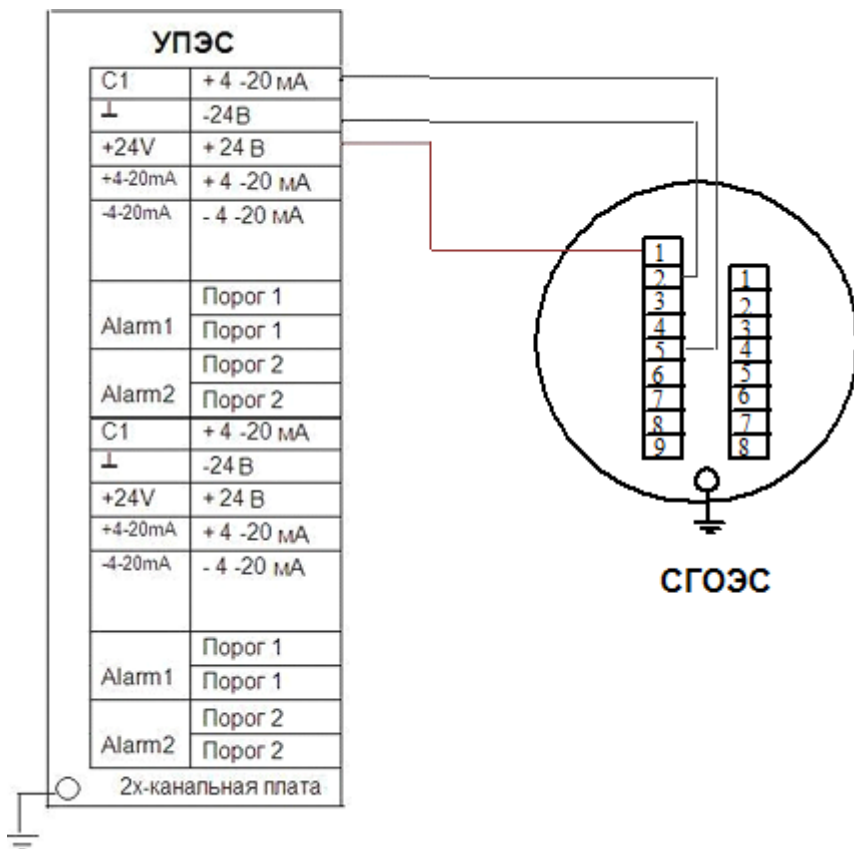 УПЭС
C1 +4 -20 мА
⊥ -24 В
+24V +24 В
+4-20mA +4 -20 мА
-4-20mA - 4 -20 мА
Порог 1
Alarm1 Порог 1
Порог 2
Alarm2 Порог 2
C1 +4 -20 мА
⊥ -24 В
+24V +24 В
+4-20mA +4 -20 мА
-4-20mA - 4 -20 мА
Порог 1
Alarm1 Порог 1
Порог 2
Alarm2 Порог 2
2х-канальная плата
1
2
3
4
5
6
7
8
9
1
2
3
4
5
6
7
8
СГОЭС